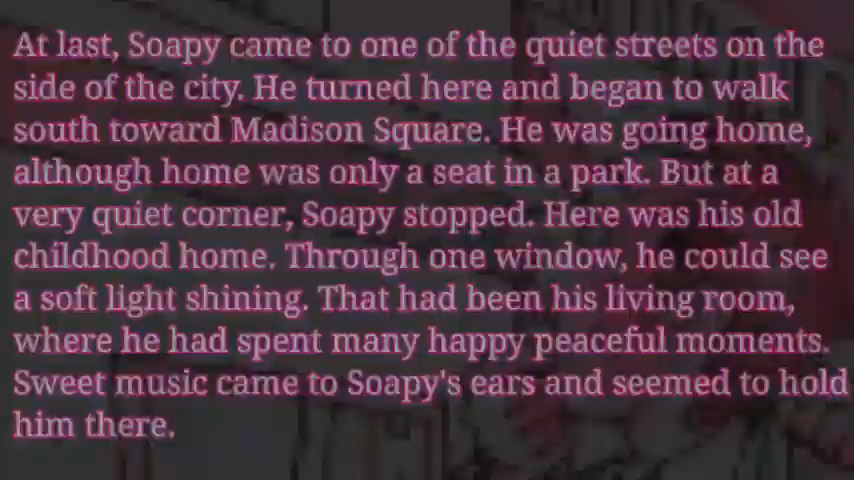 At last, Soapy came to one of the quiet streets on the
side of the city. He turned here and began to walk
south toward Madison Square. He was going home,
although home was only a seat in a park. But at a
very quiet corner, Soapy stopped. Here was his old
childhood home. Through one window, he could see
a soft light shining. That had been his living room,
where he had spent many happy peaceful moments.
Sweet music came to Soapy's ears and seemed to hold
him there.